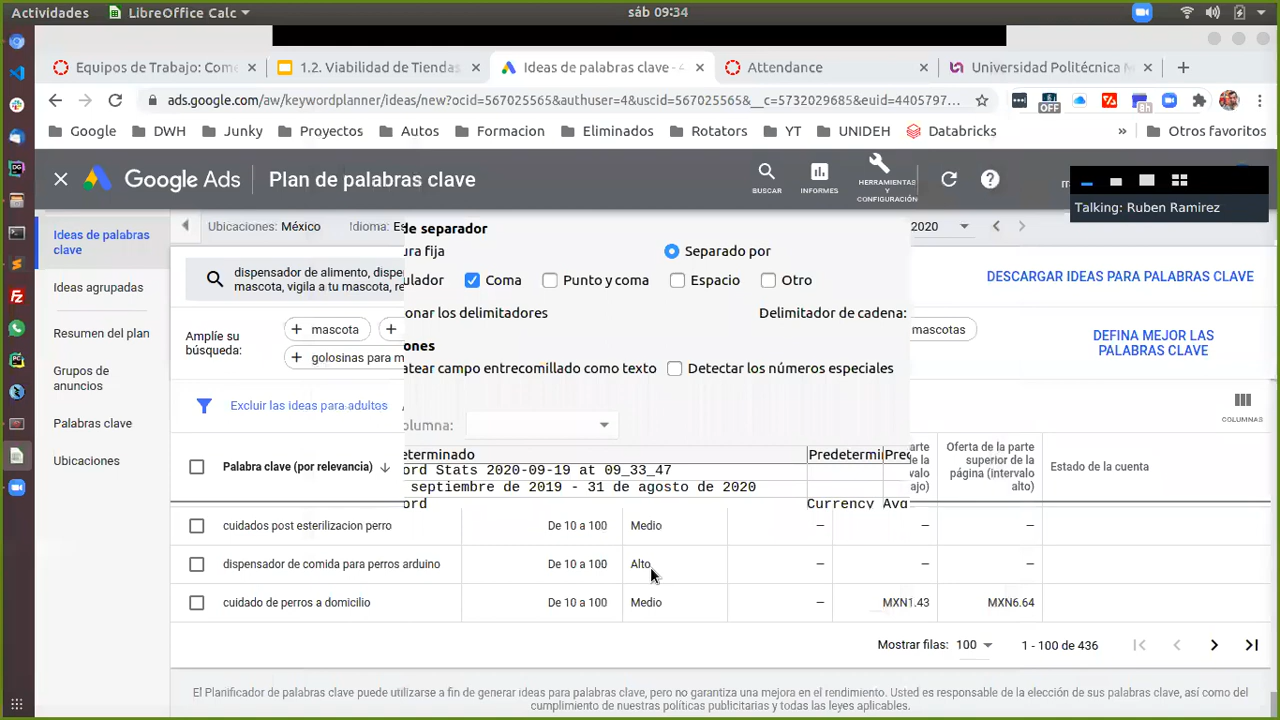 Actividades LibreOffice Calc sáb 09:34
Equipos de Trabajo: Come 1.2. Viabilidad de Tiendas Ideas de palabras clave - 4 Attendance Universidad Politécnica M
ads.google.com/aw/keywordplanner/ideas/new?ocid=567025565&authuser=4&uscid=567025565&__c=5732029685&euid=4405797... OFF 8h
Google DWH Junky Proyectos Autos Formacion Eliminados Rotators YT UNIDEH Databricks » Otros favoritos
Google Ads Plan de palabras clave
BUSCAR INFORMES HERRAMIENTAS Y CONFIGURACIÓN
Talking: Ruben Ramirez
Ideas de palabras clave
Ideas agrupadas
Resumen del plan
Grupos de anuncios
Palabras clave
Ubicaciones
Ubicaciones: México Idioma: Es 2020
dispensador de alimento, dispe
mascota, vigila a tu mascota, re
DESCARGAR IDEAS PARA PALABRAS CLAVE
Amplíe su búsqueda:
+ mascota +
+ golosinas para m
mascotas
DEFINA MEJOR LAS
PALABRAS CLAVE
Excluir las ideas para adultos
COLUMNAS
de separador
ura fija Separado por
ulador Coma Punto y coma Espacio Otro
onar los delimitadores Delimitador de cadena:
ones
atear campo entrecomillado como texto Detectar los números especiales
olumna:
eterminado Predetermi Prec
ord Stats 2020-09-19 at 09_33_47
septiembre de 2019 - 31 de agosto de 2020
ord Currency Avg
Palabra clave (por relevancia)
arte
superior de la
(intervalo
ajo)
Oferta de la parte
superior de la
página (intervalo
alto)
Estado de la cuenta
cuidados post esterilizacion perro De 10 a 100 Medio – – –
dispensador de comida para perros arduino De 10 a 100 Alto – – –
cuidado de perros a domicilio De 10 a 100 Medio – MXN1.43 MXN6.64
Mostrar filas: 100 1 - 100 de 436
El Planificador de palabras clave puede utilizarse a fin de generar ideas para palabras clave, pero no garantiza una mejora en el rendimiento. Usted es responsable de la elección de sus palabras clave, así como del
cumplimiento de nuestras políticas publicitarias y todas las leyes aplicables.